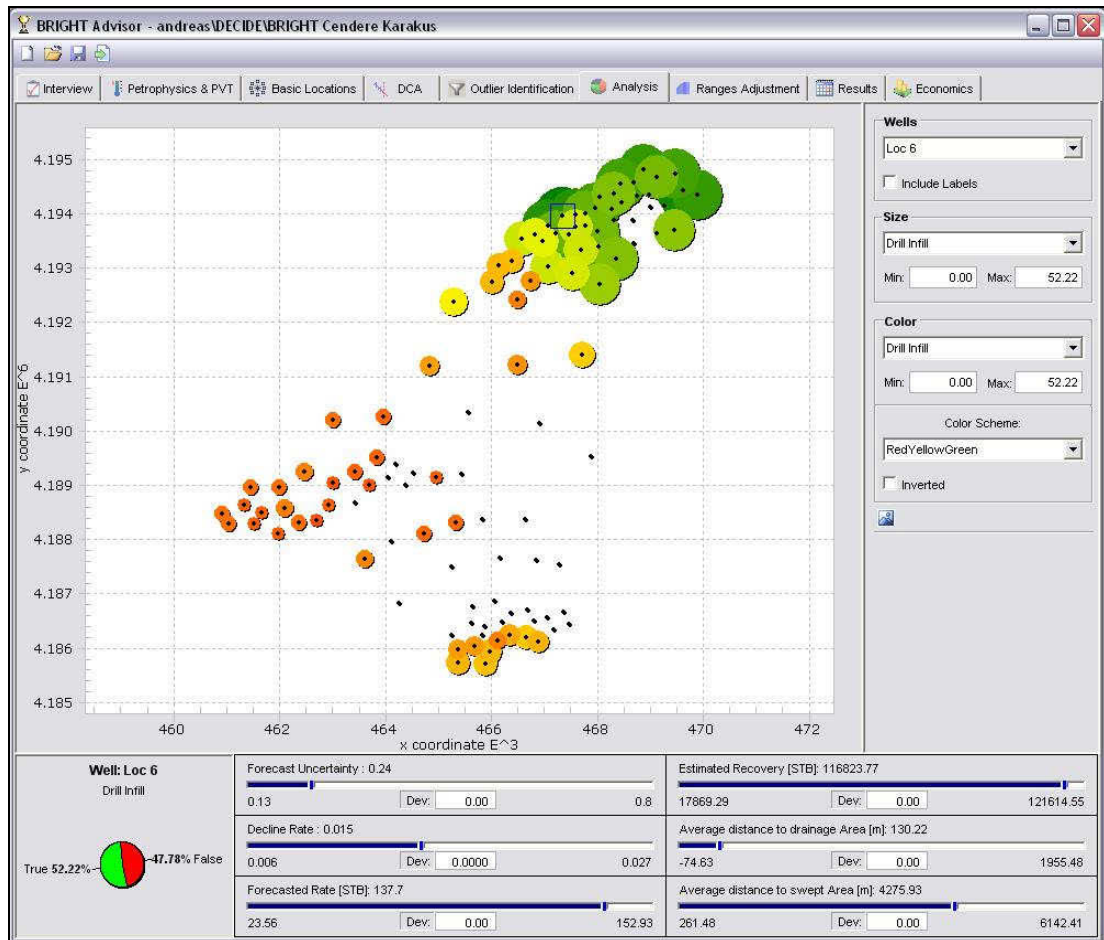 BRIGHT Advisor - andreas\DECIDE\BRIGHT Cendere Karakus
Interview Petrophysics & PVT Basic Locations DCA Outlier Identification Analysis Ranges Adjustment Results Economics
4.195
4.194
4.193
4.192
4.191
4.190
4.189
4.188
4.187
4.186
4.185
y coordinate E^6
460 462 464 466 468 470 472
x coordinate E^3
Wells
Loc 6
Include Labels
Size
Drill Infill
Min: 0.00 Max: 52.22
Color
Drill Infill
Min: 0.00 Max: 52.22
Color Scheme:
RedYellowGreen
Inverted
Well: Loc 6
Drill Infill
True 52.22%
47.78% False
Forecast Uncertainty : 0.24
0.13 Dev: 0.00 0.8
Decline Rate : 0.015
0.006 Dev: 0.0000 0.027
Forecasted Rate [STB]: 137.7
23.56 Dev: 0.00 152.93
Estimated Recovery [STB]: 116823.77
17869.29 Dev: 0.00 121614.55
Average distance to drainage Area [m]: 130.22
-74.63 Dev: 0.00 1955.48
Average distance to swept Area [m]: 4275.93
261.48 Dev: 0.00 6142.41